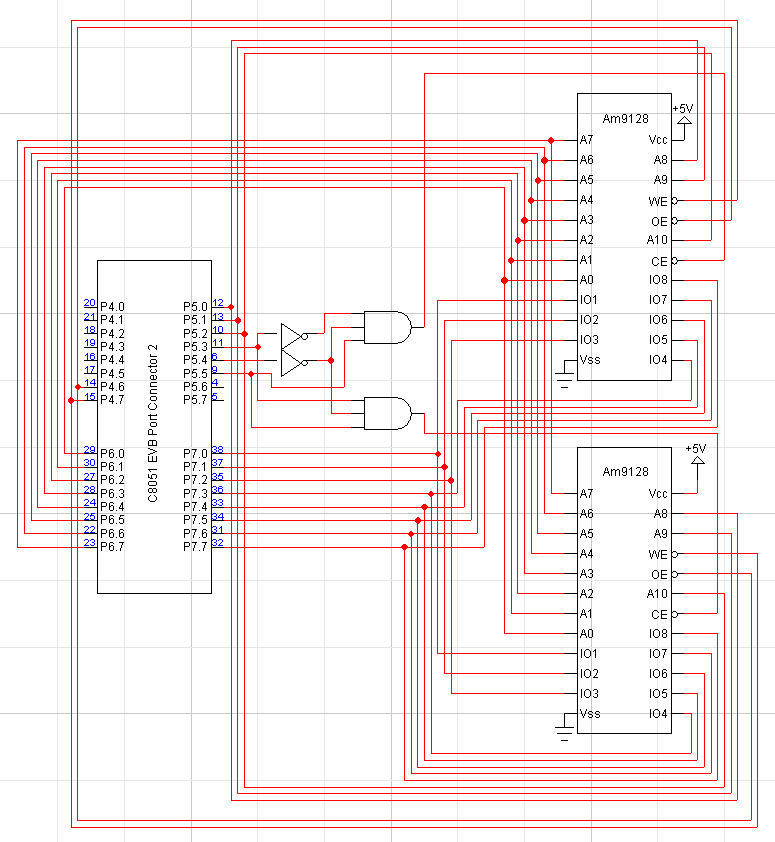 Am9128
+5V
A7 Vcc
A6 A8
A5 A9
A4 WE
A3 OE
A2 A10
A1 CE
A0 IO8
IO1 IO7
IO2 IO6
IO3 IO5
Vss IO4
C8051 EVB Port Connector 2
20 P4.0 P5.0 12
21 P4.1 P5.1 13
18 P4.2 P5.2 10
19 P4.3 P5.3 11
16 P4.4 P5.4 6
17 P4.5 P5.5 9
14 P4.6 P5.6 4
15 P4.7 P5.7 5
29 P6.0 P7.0 38
30 P6.1 P7.1 37
27 P6.2 P7.2 35
28 P6.3 P7.3 36
24 P6.4 P7.4 33
25 P6.5 P7.5 34
22 P6.6 P7.6 31
23 P6.7 P7.7 32
+5V
Am9128
A7 Vcc
A6 A8
A5 A9
A4 WE
A3 OE
A2 A10
A1 CE
A0 IO8
IO1 IO7
IO2 IO6
IO3 IO5
Vss IO4